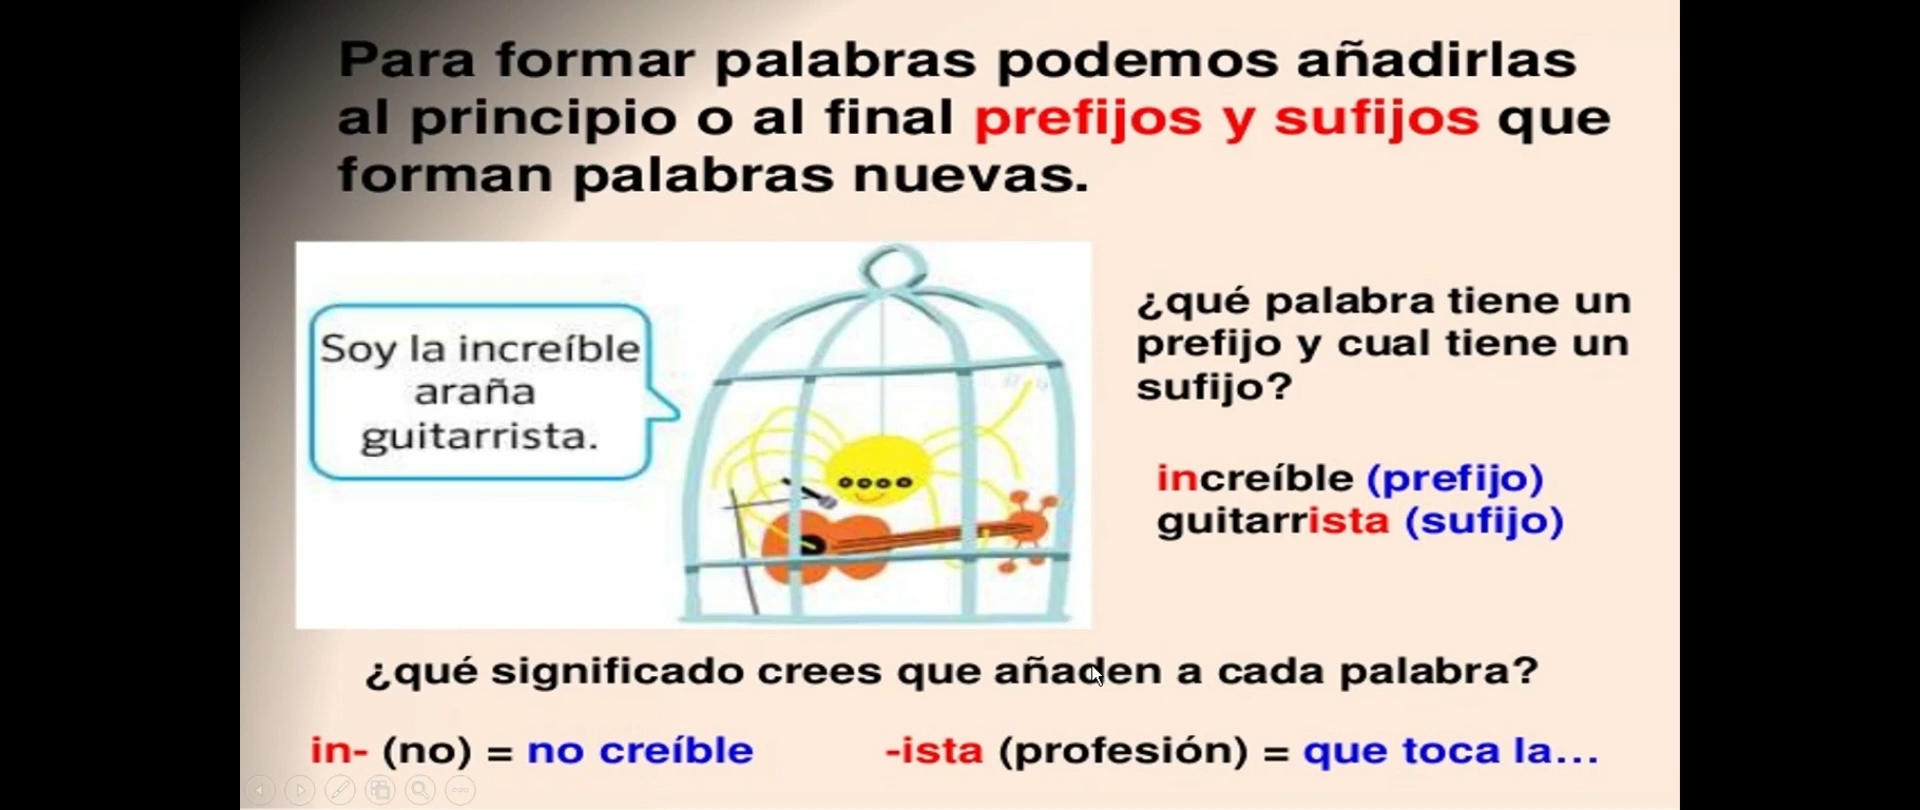 Para formar palabras podemos añadirlas
al principio o al final prefijos y sufijos que
forman palabras nuevas.
Soy la increíble
araña
guitarrista.
¿qué palabra tiene un
prefijo y cual tiene un
sufijo?
increíble (prefijo)
guitarrista (sufijo)
¿qué significado crees que añaden a cada palabra?
in- (no) = no creíble
-ista (profesión) = que toca la...